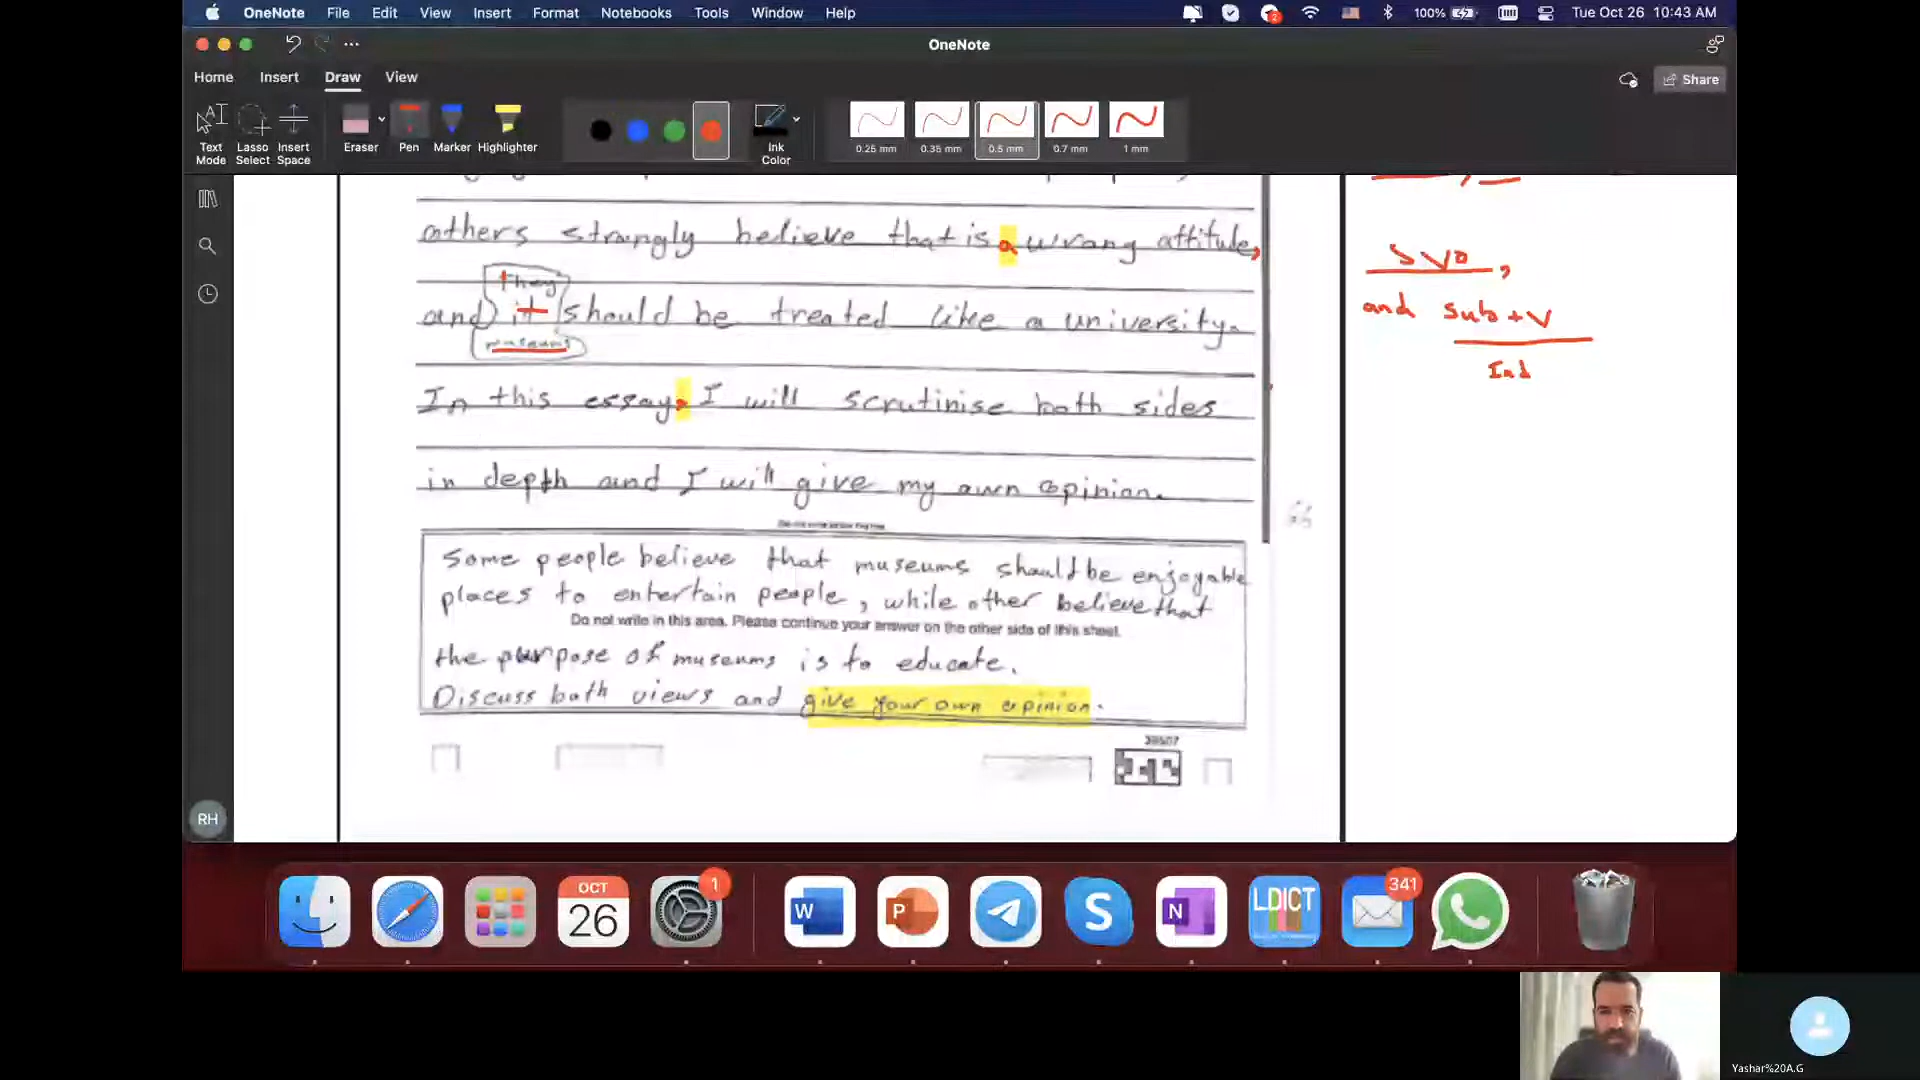 OneNote File Edit View Insert Format Notebooks Tools Window Help 2 100% Tue Oct 26 10:43 AM
OneNote
Home Insert Draw View Share
Text Mode
Lasso Select
Insert Space
Eraser
Pen
Marker
Highlighter
Ink Color
0.25 mm
0.35 mm
0.5 mm
0.7 mm
1 mm
others strongly believe that is a wrong attitude,
they
and it should be treated like a university.
museums
In this essay, I will scrutinise both sides
in depth and I will give my own opinion.
Some people believe that museums should be enjoyable
places to entertain people, while other believe that
Do not write in this area. Please continue your answer on the other side of this sheet.
the purpose of museums is to educate.
Discuss both views and give your own opinion.
SVO,
and Sub + V
Ind
RH
OCT
26
1
W
P
S
N
LDICT
341
Yashar%20A.G